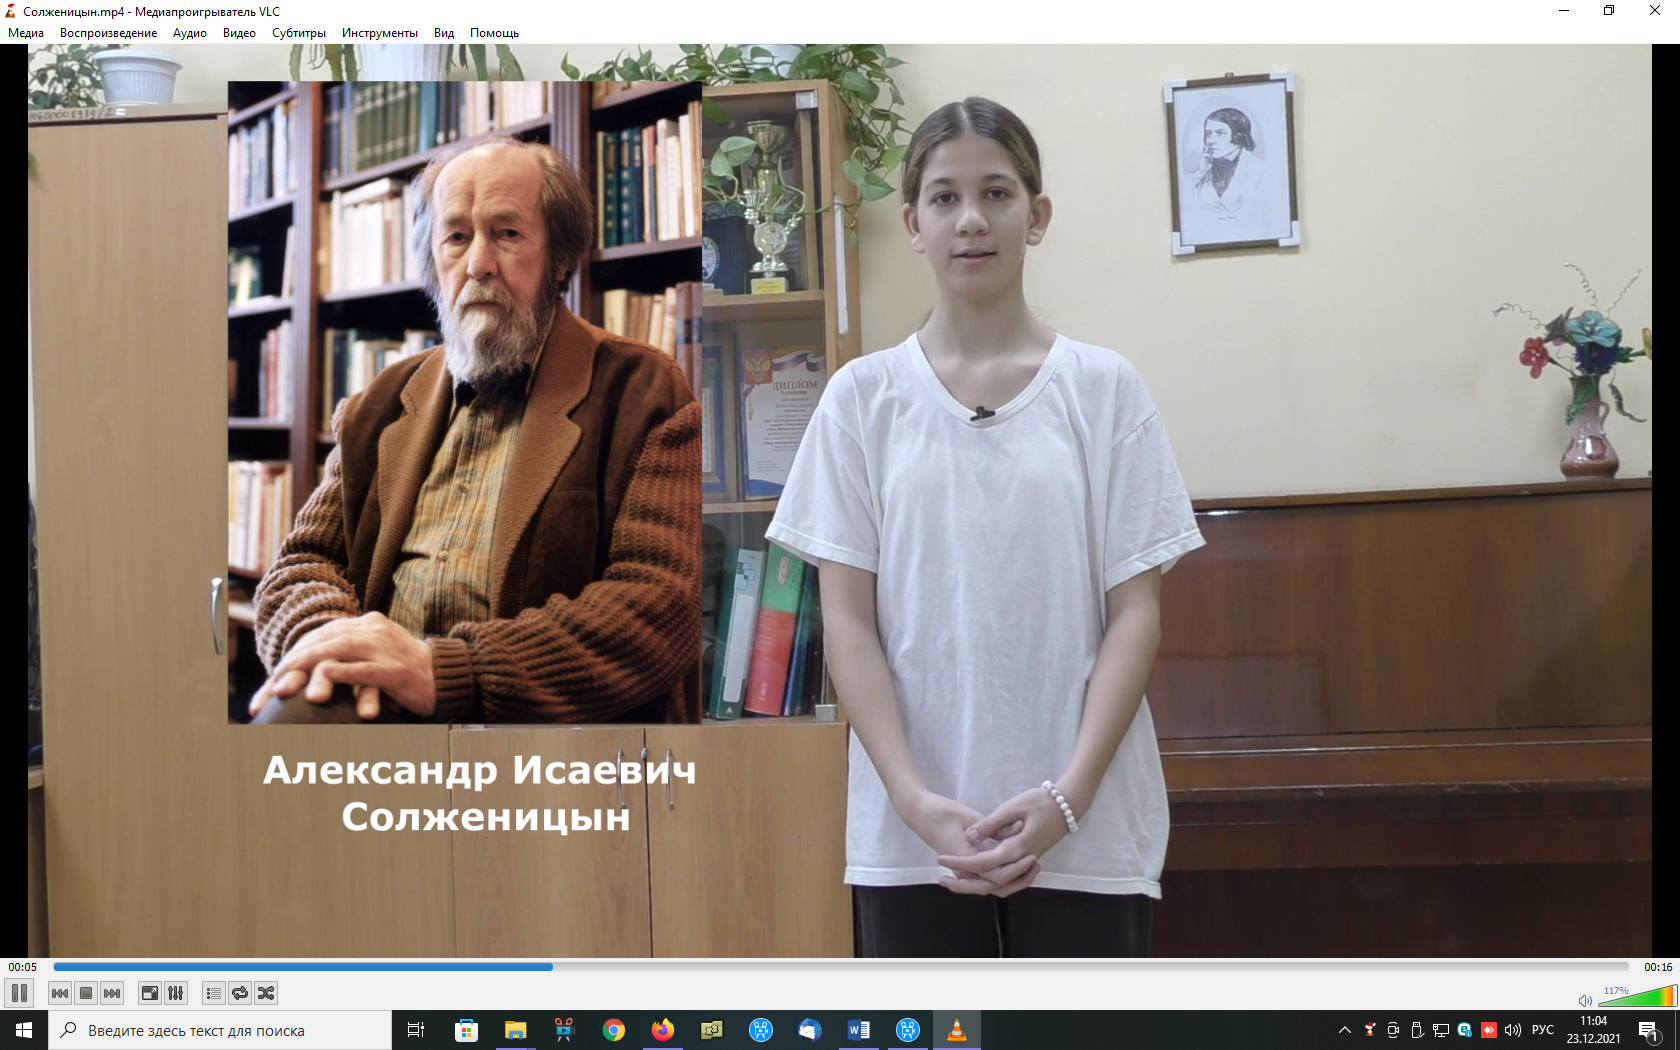 Солженицын.mp4 - Медиапроигрыватель VLC
Медиа Воспроизведение Аудио Видео Субтитры Инструменты Вид Помощь
ДИПЛОМ
Александр Исаевич
Солженицын
00:05 00:16
117%
Введите здесь текст для поиска
РУС
11:04
23.12.2021
1